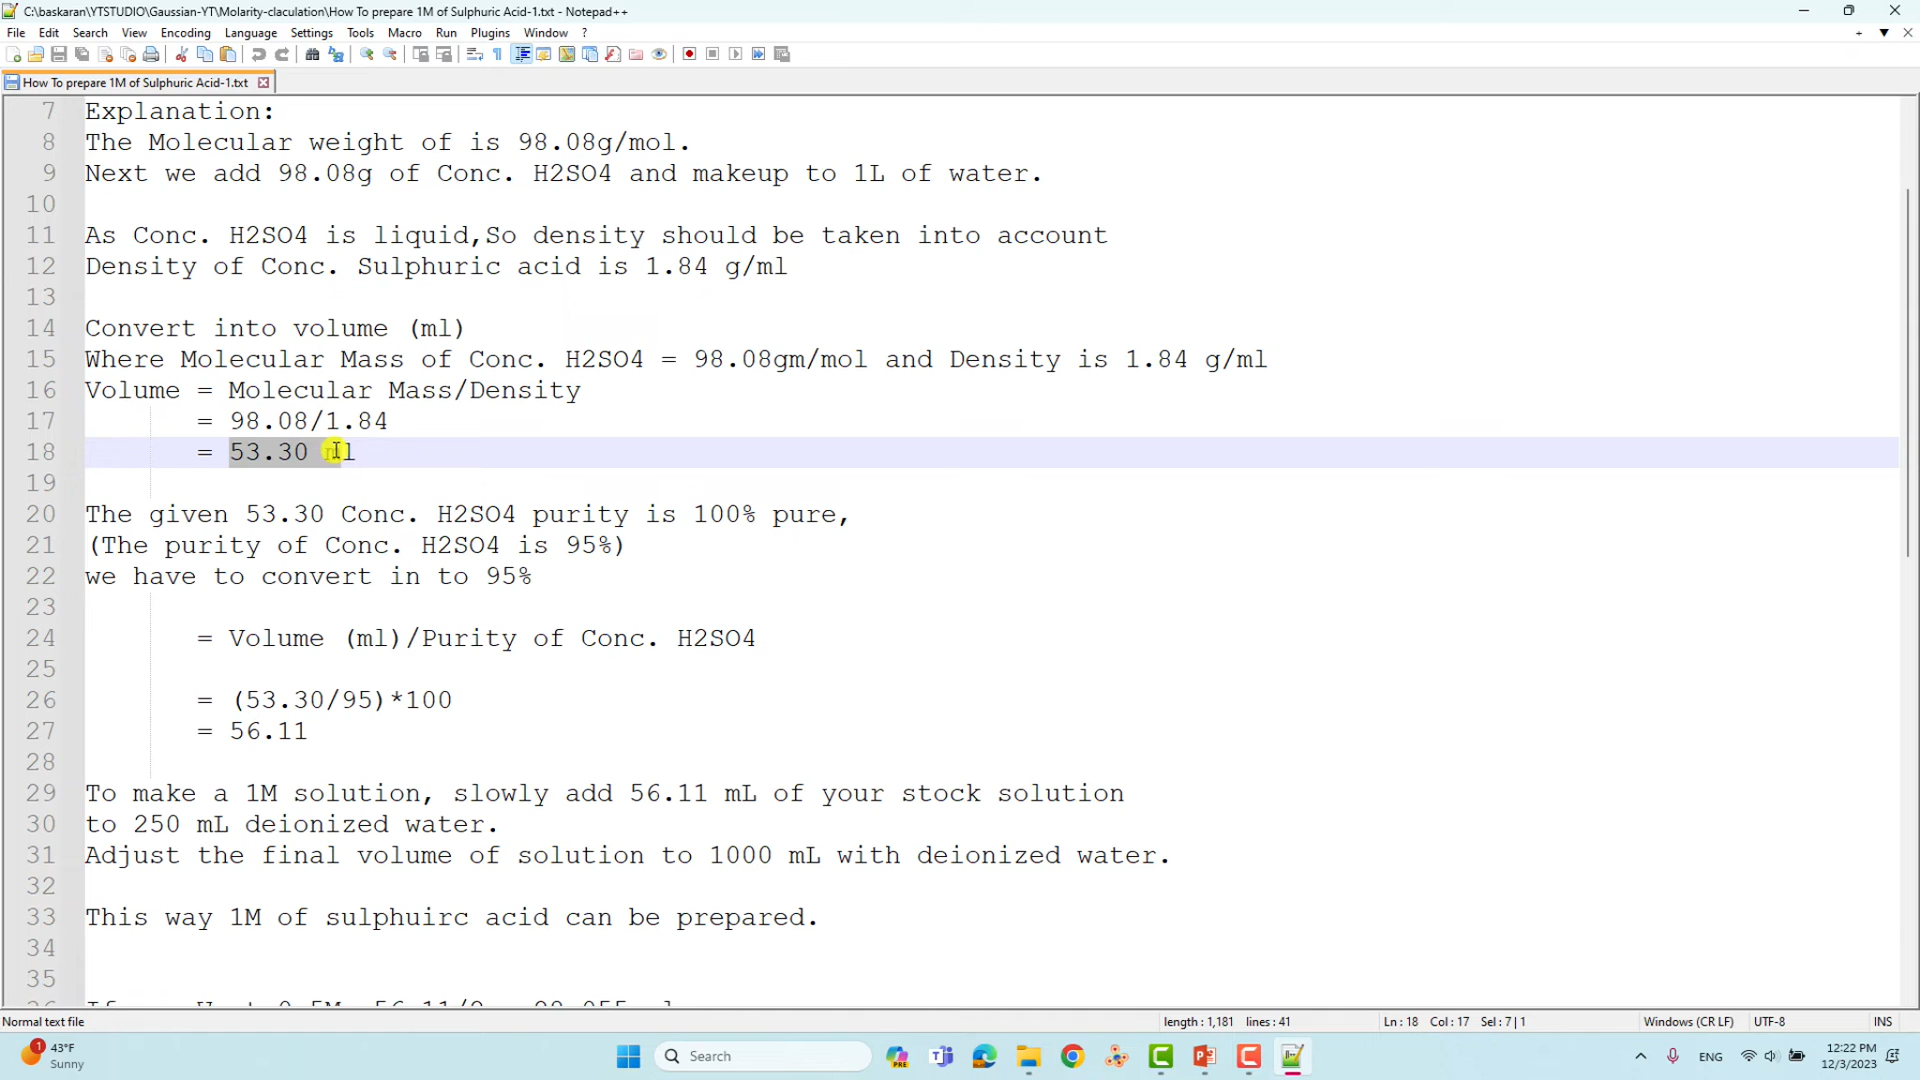 C:\baskaran\YTSTUDIO\Gaussian-YT\Molarity-claculation\How To prepare 1M of Sulphuric Acid-1.txt - Notepad++
File Edit Search View Encoding Language Settings Tools Macro Run Plugins Window ?
How To prepare 1M of Sulphuric Acid-1.txt
7 Explanation:
8 The Molecular weight of is 98.08g/mol.
9 Next we add 98.08g of Conc. H2SO4 and makeup to 1L of water.
10
11 As Conc. H2SO4 is liquid,So density should be taken into account
12 Density of Conc. Sulphuric acid is 1.84 g/ml
13
14 Convert into volume (ml)
15 Where Molecular Mass of Conc. H2SO4 = 98.08gm/mol and Density is 1.84 g/ml
16 Volume = Molecular Mass/Density
17 = 98.08/1.84
18 = 53.30 ml
19
20 The given 53.30 Conc. H2SO4 purity is 100% pure,
21 (The purity of Conc. H2SO4 is 95%)
22 we have to convert in to 95%
23
24 = Volume (ml)/Purity of Conc. H2SO4
25
26 = (53.30/95)*100
27 = 56.11
28
29 To make a 1M solution, slowly add 56.11 mL of your stock solution
30 to 250 mL deionized water.
31 Adjust the final volume of solution to 1000 mL with deionized water.
32
33 This way 1M of sulphuirc acid can be prepared.
34
35
Normal text file length : 1,181 lines : 41 Ln : 18 Col : 17 Sel : 7 | 1 Windows (CR LF) UTF-8 INS
1 43°F
Sunny
Search
PRE
ENG
12:22 PM
12/3/2023